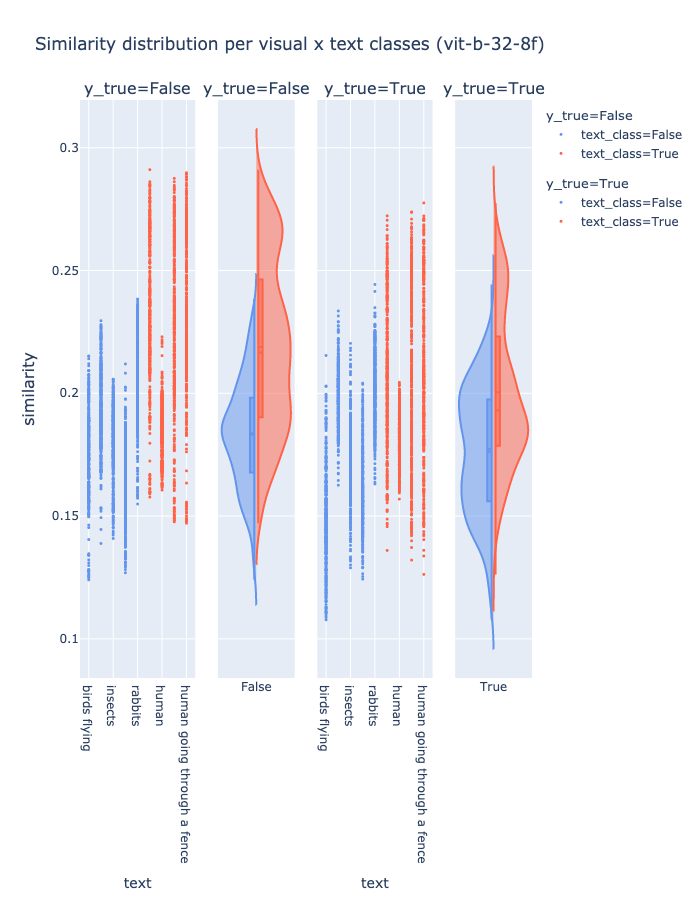 Similarity distribution per visual x text classes (vit-b-32-8f)
y_true=False
y_true=False
y_true=True
y_true=True
y_true=False
text_class=False
text_class=True
y_true=True
text_class=False
text_class=True
similarity
0.3
0.25
0.2
0.15
0.1
birds flying
insects
rabbits
human
human going through a fence
False
birds flying
insects
rabbits
human
human going through a fence
True
text
text